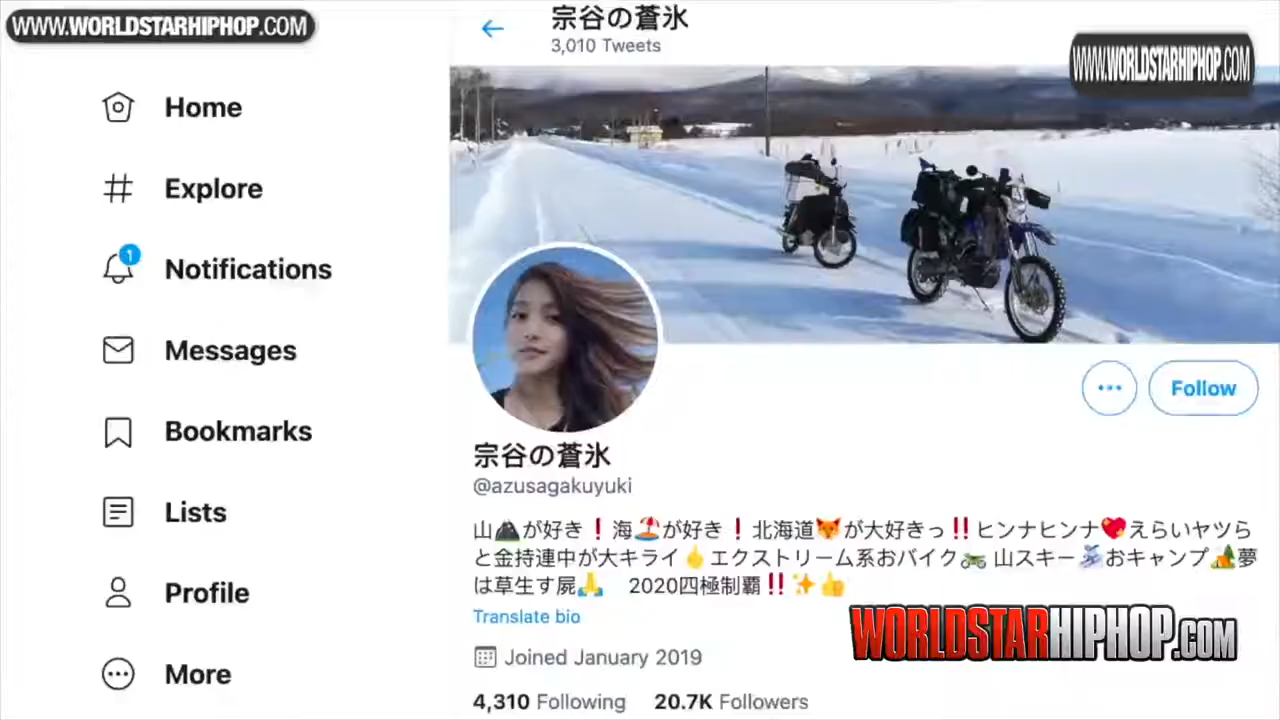 WWW.WORLDSTARHIPHOP.COM
宗谷の蒼氷
3,010 Tweets
WWW.WORLDSTARHIPHOP.COM
Home
Explore
1
Notifications
Messages
Bookmarks
Lists
Profile
More
Follow
宗谷の蒼氷
@azusagakuyuki
山🏔が好き❗海🏖が好き❗北海道🦊が大好きっ‼ヒンナヒンナ💖えらいヤツら
と金持連中が大キライ🖕エクストリーム系おバイク🏍 山スキー⛷おキャンプ🏕夢
は草生す屍🙏　2020四極制覇‼✨👍
Translate bio
Joined January 2019
4,310 Following 20.7K Followers
WORLDSTARHIPHOP.COM